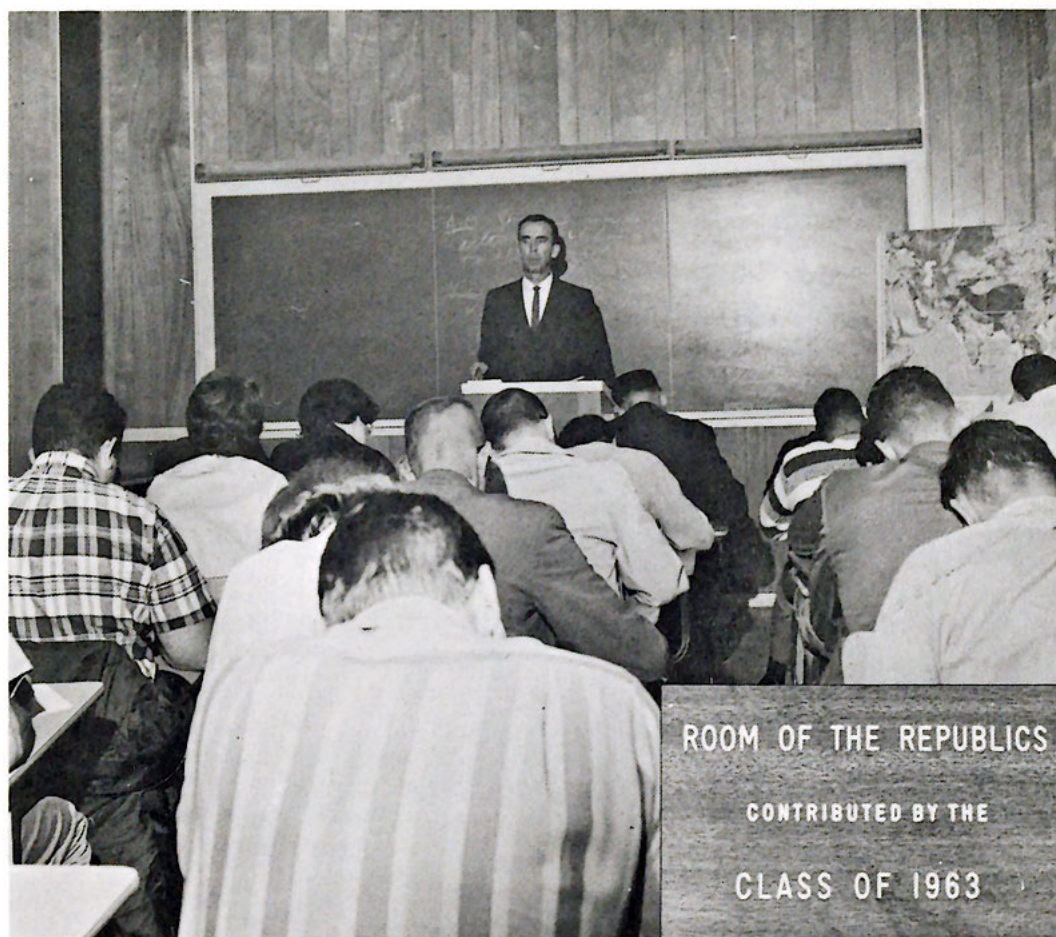 ROOM OF THE REPUBLICS
CONTRIBUTED BY THE
CLASS OF 1963